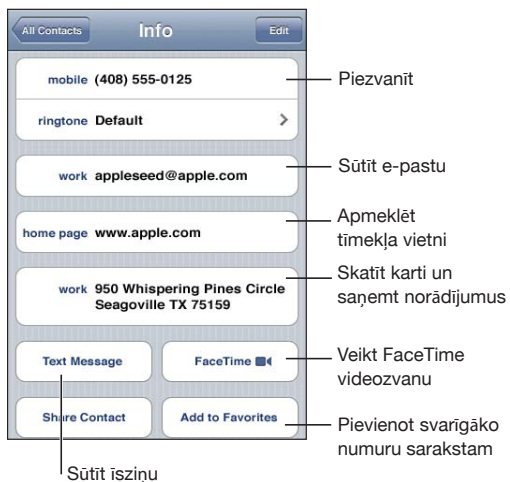 All Contacts
Info
Edit
mobile (408) 555-0125
Piezvanīt
ringtone Default
work appleseed@apple.com
Sūtīt e-pastu
home page www.apple.com
Apmeklēt
tīmekļa vietni
work 950 Whispering Pines Circle
Seagoville TX 75159
Skatīt karti un
saņemt norādījumus
Text Message
FaceTime
Veikt FaceTime
videozvanu
Share Contact
Add to Favorites
Pievienot svarīgāko
numuru sarakstam
Sūtīt īsziņu